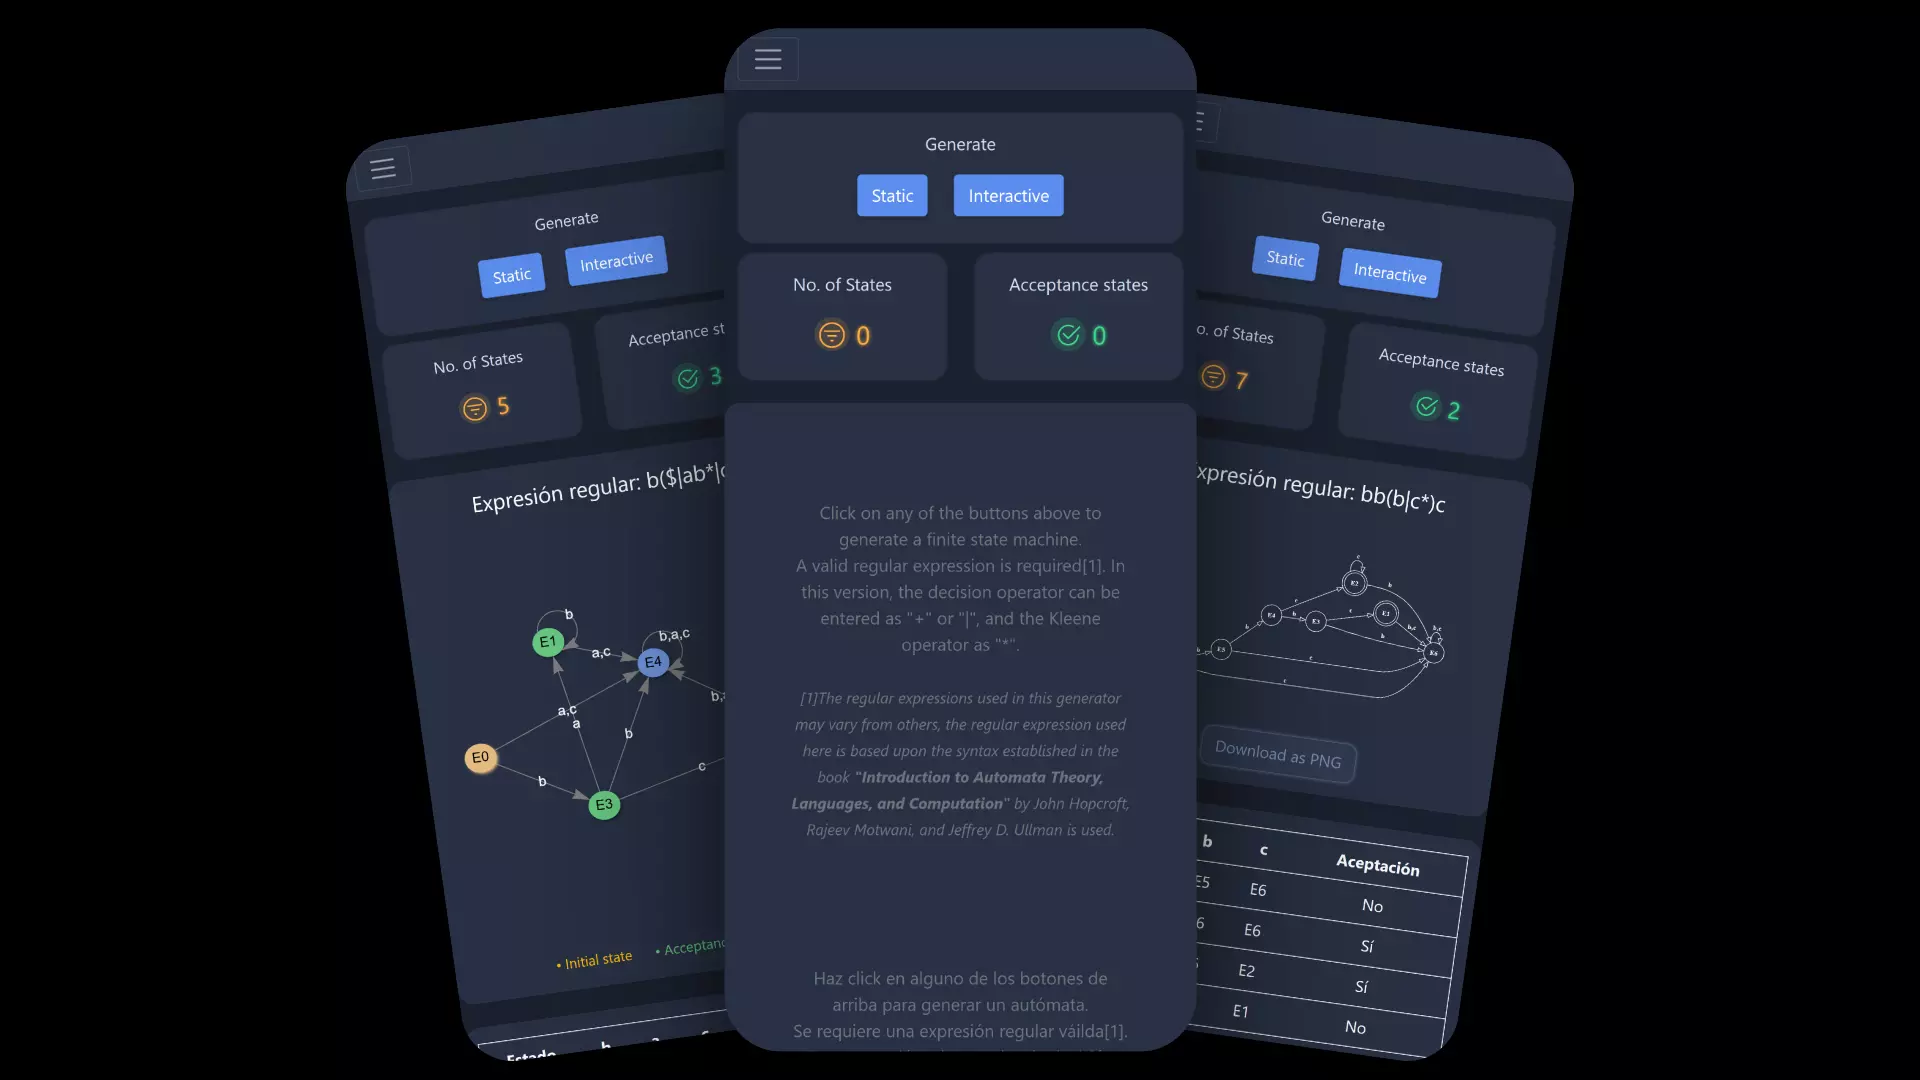 Generate
Static
Interactive
No. of States
5
Acceptance
3
Expresión regular: b($|ab*|
b
E1
a,c
b,a,c
E4
a,c
a
b
b
E0
b
E3
c
• Initial state
• Acceptanc
Estado
b
Generate
Static
Interactive
No. of States
0
Acceptance states
0
Click on any of the buttons above to
generate a finite state machine.
A valid regular expression is required[1]. In
this version, the decision operator can be
entered as "+" or "|", and the Kleene
operator as "*".
[1]The regular expressions used in this generator
may vary from others, the regular expression used
here is based upon the syntax established in the
book "Introduction to Automata Theory,
Languages, and Computation" by John Hopcroft,
Rajeev Motwani, and Jeffrey D. Ullman is used.
Haz click en alguno de los botones de
arriba para generar un autómata.
Se requiere una expresión regular váilda[1].
Generate
Static
Interactive
o. of States
7
Acceptance states
2
xpresión regular: bb(b|c*)c
c
E2
b
c
E4
b
E3
c
E1
b,c
b,c
b
b
E5
c
E6
c
Download as PNG
b c Aceptación
E5 E6 No
6 E6 Sí
E2 Sí
E1 No